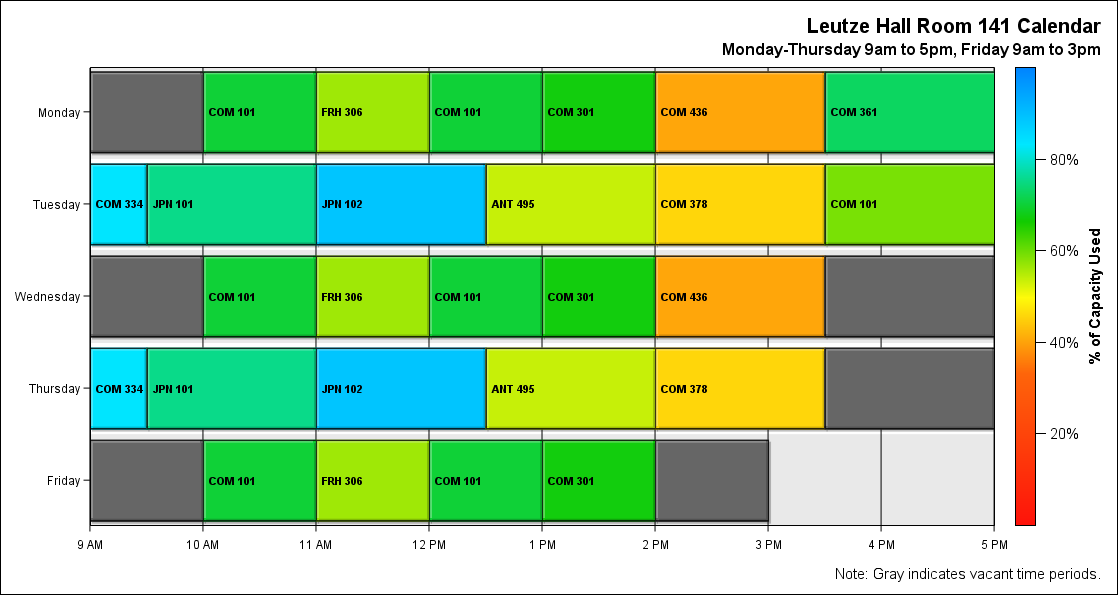 Leutze Hall Room 141 Calendar
Monday-Thursday 9am to 5pm, Friday 9am to 3pm
Monday
COM 101
FRH 306
COM 101
COM 301
COM 436
COM 361
Tuesday
COM 334
JPN 101
JPN 102
ANT 495
COM 378
COM 101
Wednesday
COM 101
FRH 306
COM 101
COM 301
COM 436
Thursday
COM 334
JPN 101
JPN 102
ANT 495
COM 378
Friday
COM 101
FRH 306
COM 101
COM 301
80%
60%
40%
20%
% of Capacity Used
9 AM
10 AM
11 AM
12 PM
1 PM
2 PM
3 PM
4 PM
5 PM
Note: Gray indicates vacant time periods.